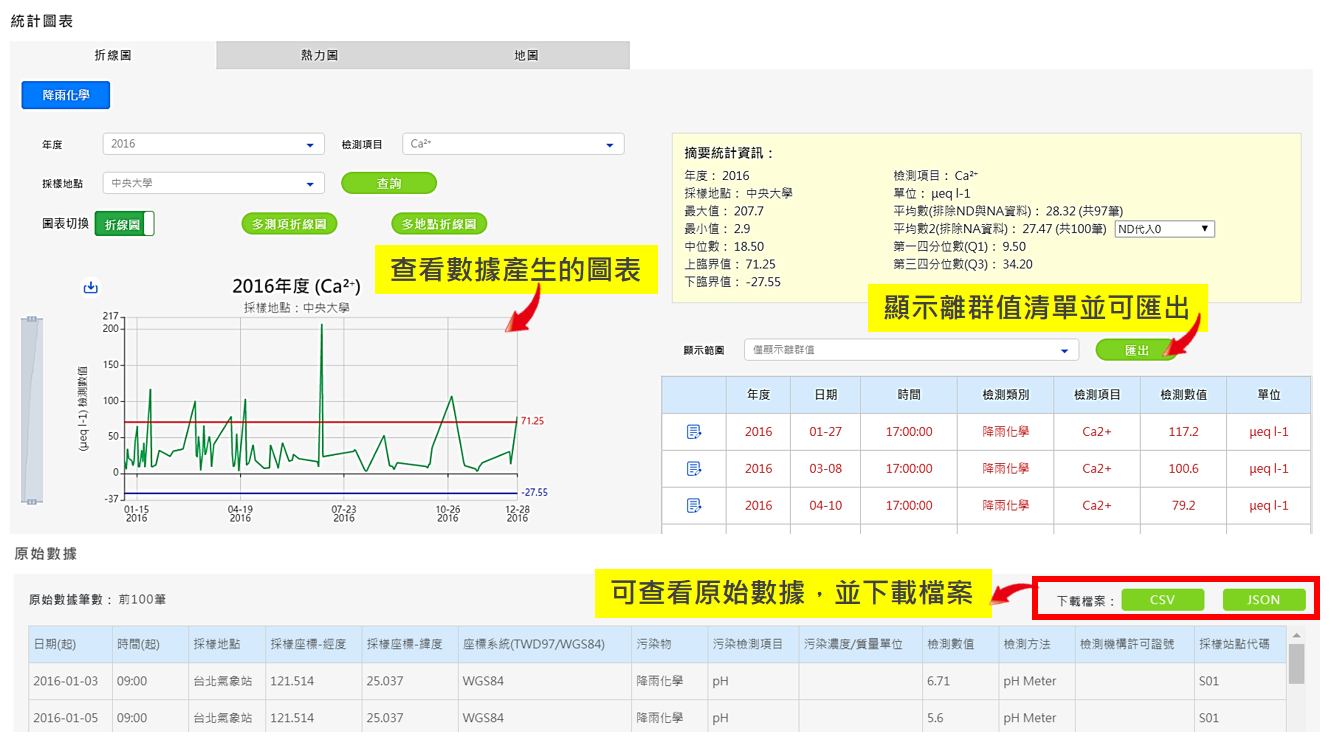 統計圖表
折線圖 熱力圖 地圖
降雨化學
年度 2016 檢測項目 Ca²⁺
採樣地點 中央大學 查詢
圖表切換 折線圖 多測項折線圖 多地點折線圖
摘要統計資訊：
年度： 2016 檢測項目： Ca²⁺
採樣地點： 中央大學 單位： μeq l-1
最大值： 207.7 平均數(排除ND與NA資料)： 28.32 (共97筆)
最小值： 2.9 平均數2(排除NA資料)： 27.47 (共100筆) ND代入0
中位數： 18.50 第一四分位數(Q1)： 9.50
上臨界值： 71.25 第三四分位數(Q3)： 34.20
下臨界值： -27.55
查看數據產生的圖表
顯示離群值清單並可匯出
2016年度 (Ca²⁺)
採樣地點：中央大學
(μeq l-1) 檢測數值
217
200
150
100
50
0
-37
71.25
-27.55
01-15 04-19 07-23 10-26 12-28
2016 2016 2016 2016 2016
顯示範圍 僅顯示離群值 匯出
年度 日期 時間 檢測類別 檢測項目 檢測數值 單位
2016 01-27 17:00:00 降雨化學 Ca2+ 117.2 μeq l-1
2016 03-08 17:00:00 降雨化學 Ca2+ 100.6 μeq l-1
2016 04-10 17:00:00 降雨化學 Ca2+ 79.2 μeq l-1
原始數據
可查看原始數據，並下載檔案
原始數據筆數： 前100筆 下載檔案： CSV JSON
日期(起) 時間(起) 採樣地點 採樣座標-經度 採樣座標-緯度 座標系統(TWD97/WGS84) 污染物 污染檢測項目 污染濃度/質量單位 檢測數值 檢測方法 檢測機構許可證號 採樣站點代碼
2016-01-03 09:00 台北氣象站 121.514 25.037 WGS84 降雨化學 pH 6.71 pH Meter S01
2016-01-05 09:00 台北氣象站 121.514 25.037 WGS84 降雨化學 pH 5.6 pH Meter S01